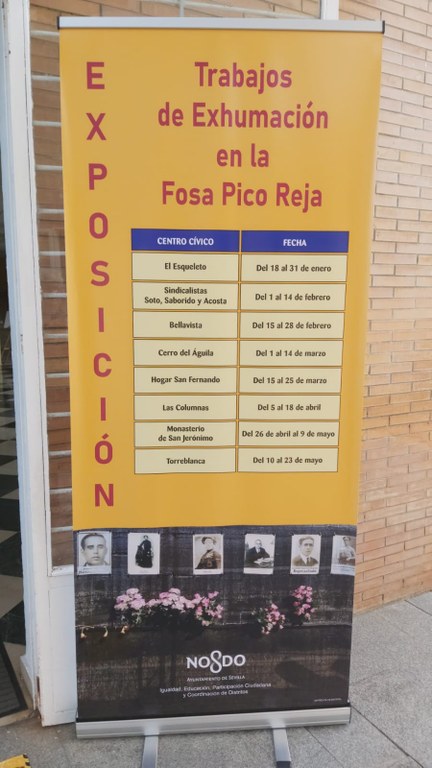 EXPOSICIÓN
Trabajos
de Exhumación
en la
Fosa Pico Reja
CENTRO CÍVICO FECHA
El Esqueleto Del 18 al 31 de enero
Sindicalistas
Soto, Saborido y Acosta Del 1 al 14 de febrero
Bellavista Del 15 al 28 de febrero
Cerro del Águila Del 1 al 14 de marzo
Hogar San Fernando Del 15 al 25 de marzo
Las Columnas Del 5 al 18 de abril
Monasterio
de San Jerónimo Del 26 de abril al 9 de mayo
Torreblanca Del 10 al 23 de mayo
NO8DO
AYUNTAMIENTO DE SEVILLA
Igualdad, Educación, Participación Ciudadana
y Coordinación de Distritos